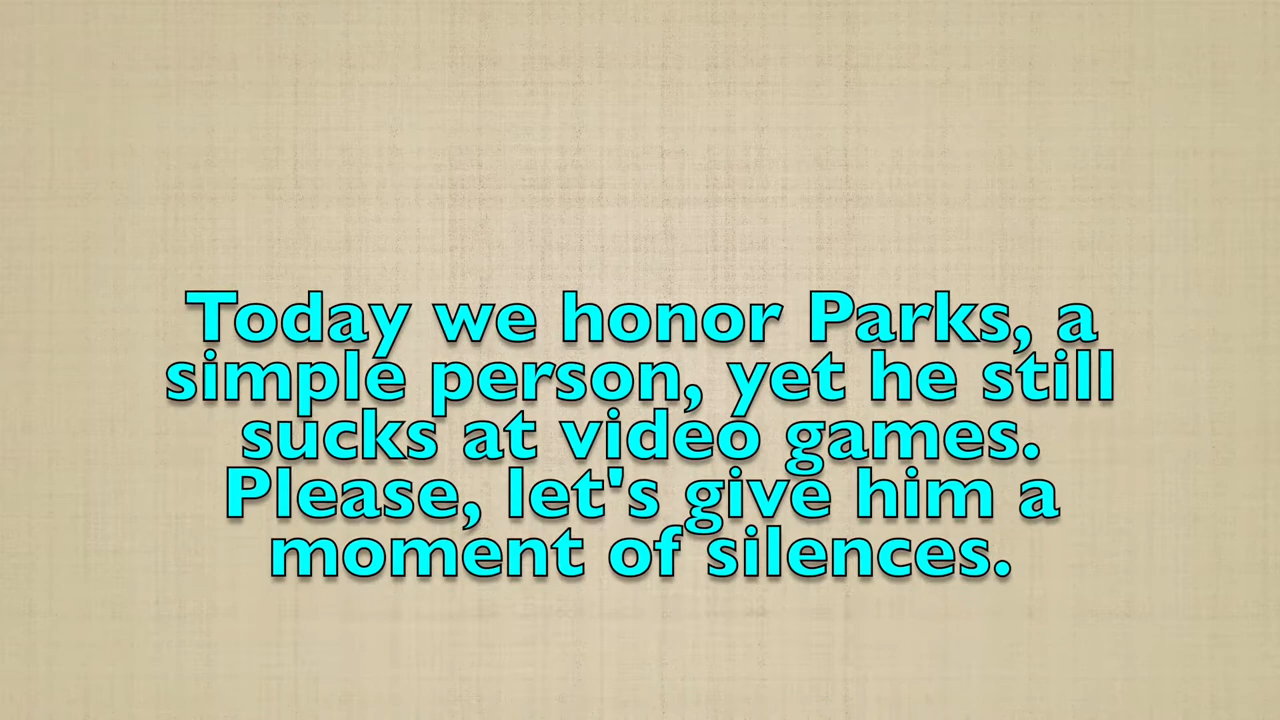 Today we honor Parks, a
simple person, yet he still
sucks at video games.
Please, let's give him a
moment of silences.